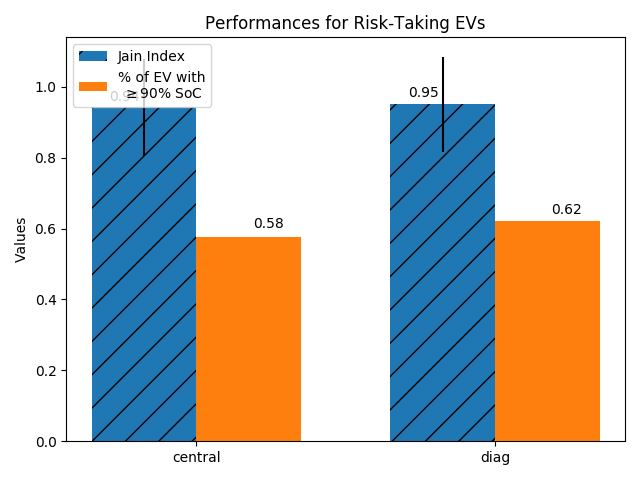 Performances for Risk-Taking EVs
Jain Index
% of EV with
≥90% SoC
0.95
0.58
0.62
Values
1.0
0.8
0.6
0.4
0.2
0.0
central
diag